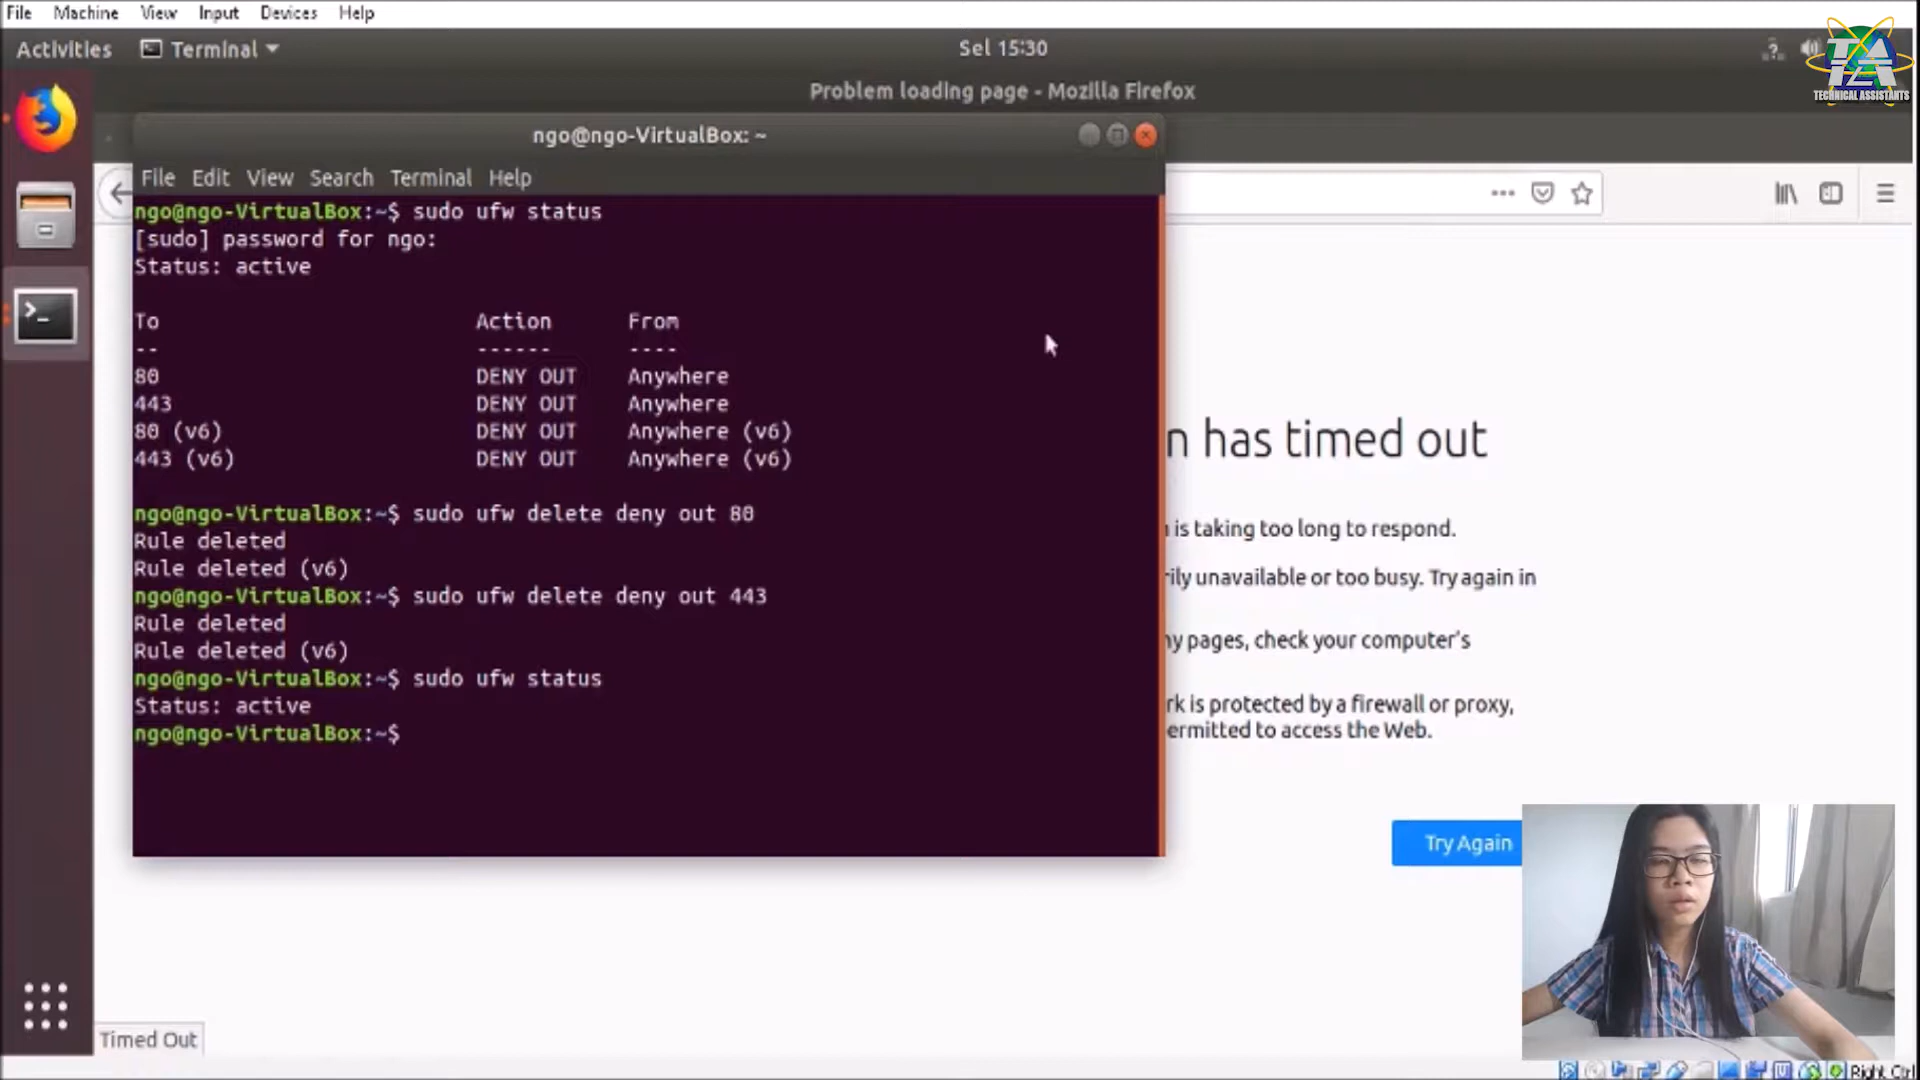 File Machine View Input Devices Help
Activities Terminal Sel 15:30
TA
TECHNICAL ASSISTANTS
Problem loading page - Mozilla Firefox
ngo@ngo-VirtualBox: ~
File Edit View Search Terminal Help
ngo@ngo-VirtualBox:~$ sudo ufw status
[sudo] password for ngo:
Status: active
To Action From
-- ------ ----
80 DENY OUT Anywhere
443 DENY OUT Anywhere
80 (v6) DENY OUT Anywhere (v6)
443 (v6) DENY OUT Anywhere (v6)
ngo@ngo-VirtualBox:~$ sudo ufw delete deny out 80
Rule deleted
Rule deleted (v6)
ngo@ngo-VirtualBox:~$ sudo ufw delete deny out 443
Rule deleted
Rule deleted (v6)
ngo@ngo-VirtualBox:~$ sudo ufw status
Status: active
ngo@ngo-VirtualBox:~$
n has timed out
is taking too long to respond.
rily unavailable or too busy. Try again in
ny pages, check your computer's
rk is protected by a firewall or proxy,
ermitted to access the Web.
Try Again
Timed Out
Right Ctrl